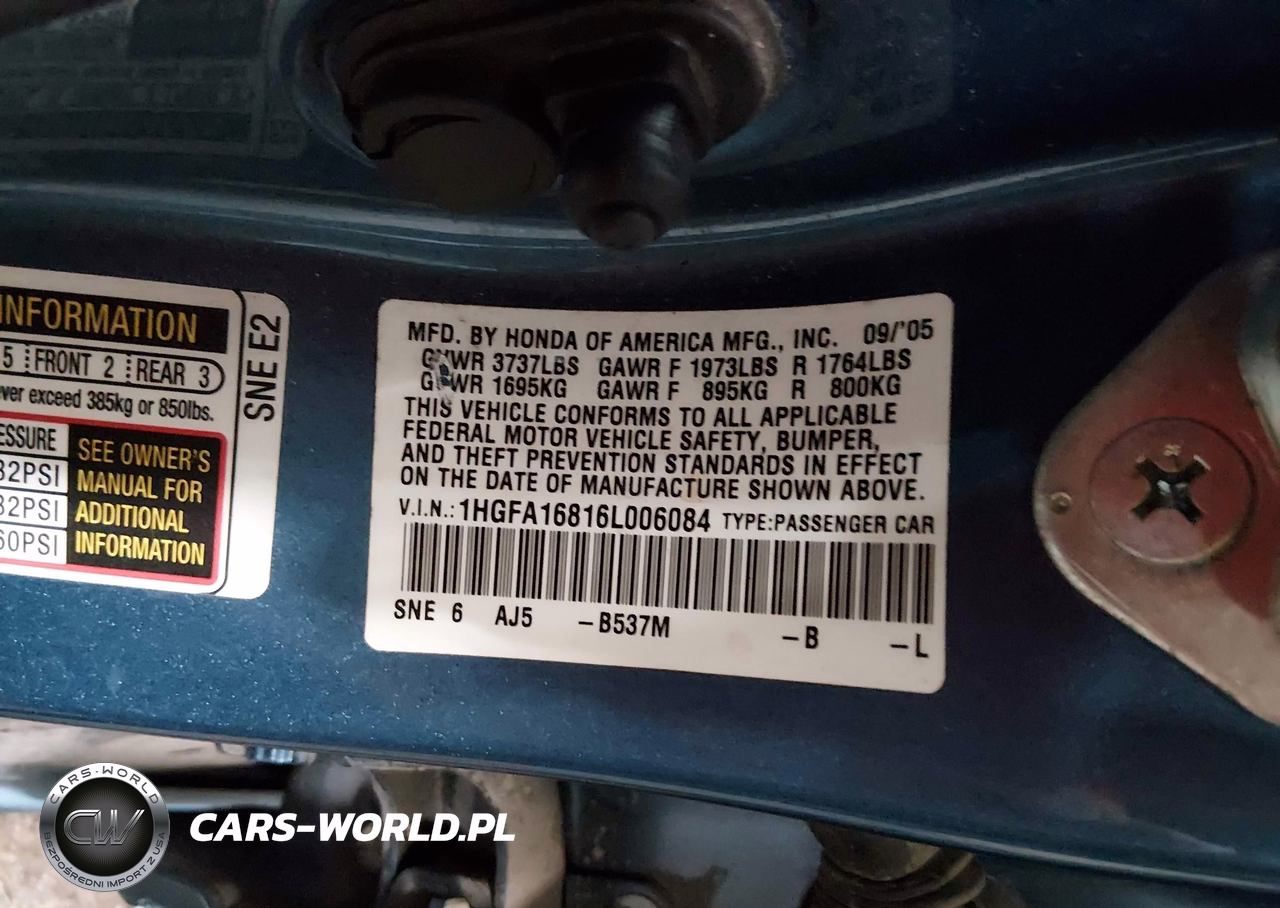 INFORMATION
5 FRONT 2 REAR 3
ver exceed 385kg or 850lbs.
ESSURE
32PSI
32PSI
60PSI
SEE OWNER'S
MANUAL FOR
ADDITIONAL
INFORMATION
SNE E2
MFD. BY HONDA OF AMERICA MFG., INC. 09/'05
GVWR 3737LBS GAWR F 1973LBS R 1764LBS
GVWR 1695KG GAWR F 895KG R 800KG
THIS VEHICLE CONFORMS TO ALL APPLICABLE
FEDERAL MOTOR VEHICLE SAFETY, BUMPER,
AND THEFT PREVENTION STANDARDS IN EFFECT
ON THE DATE OF MANUFACTURE SHOWN ABOVE.
V.I.N.: 1HGFA16816L006084 TYPE:PASSENGER CAR
SNE 6 AJ5 –B537M –B –L
CARS-WORLD
CW
BEZPOŚREDNI IMPORT Z USA
CARS-WORLD.PL